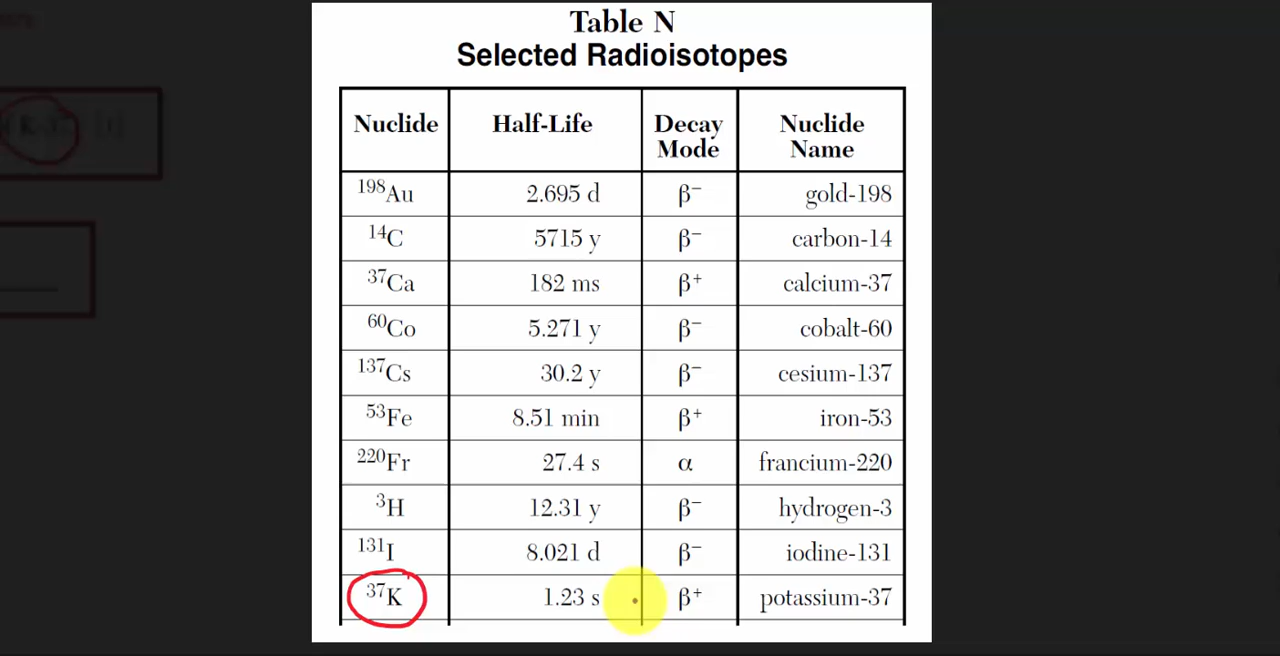 Table N
Selected Radioisotopes
Nuclide Half-Life Decay Mode Nuclide Name
198Au 2.695 d β− gold-198
14C 5715 y β− carbon-14
37Ca 182 ms β+ calcium-37
60Co 5.271 y β− cobalt-60
137Cs 30.2 y β− cesium-137
53Fe 8.51 min β+ iron-53
220Fr 27.4 s α francium-220
3H 12.31 y β− hydrogen-3
131I 8.021 d β− iodine-131
37K 1.23 s β+ potassium-37